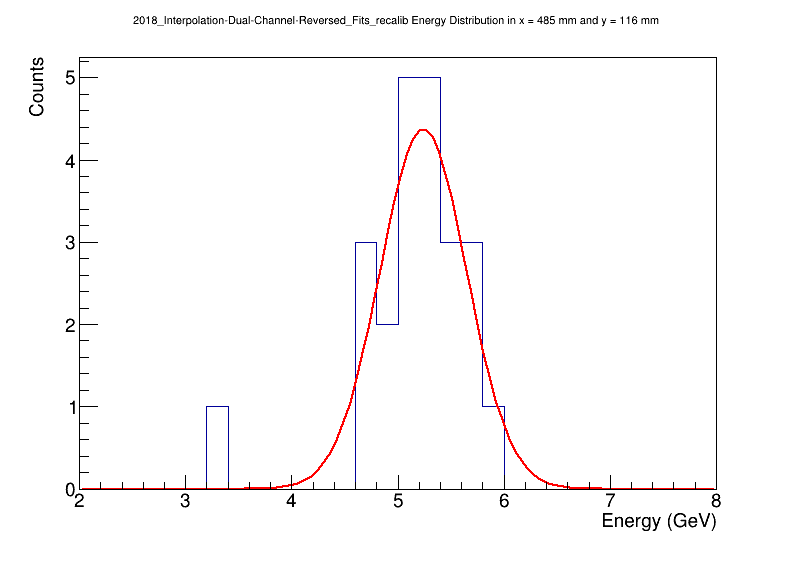 2018_Interpolation-Dual-Channel-Reversed_Fits_recalib Energy Distribution in x = 485 mm and y = 116 mm
Counts
5
4
3
2
1
0
2 3 4 5 6 7 8
Energy (GeV)